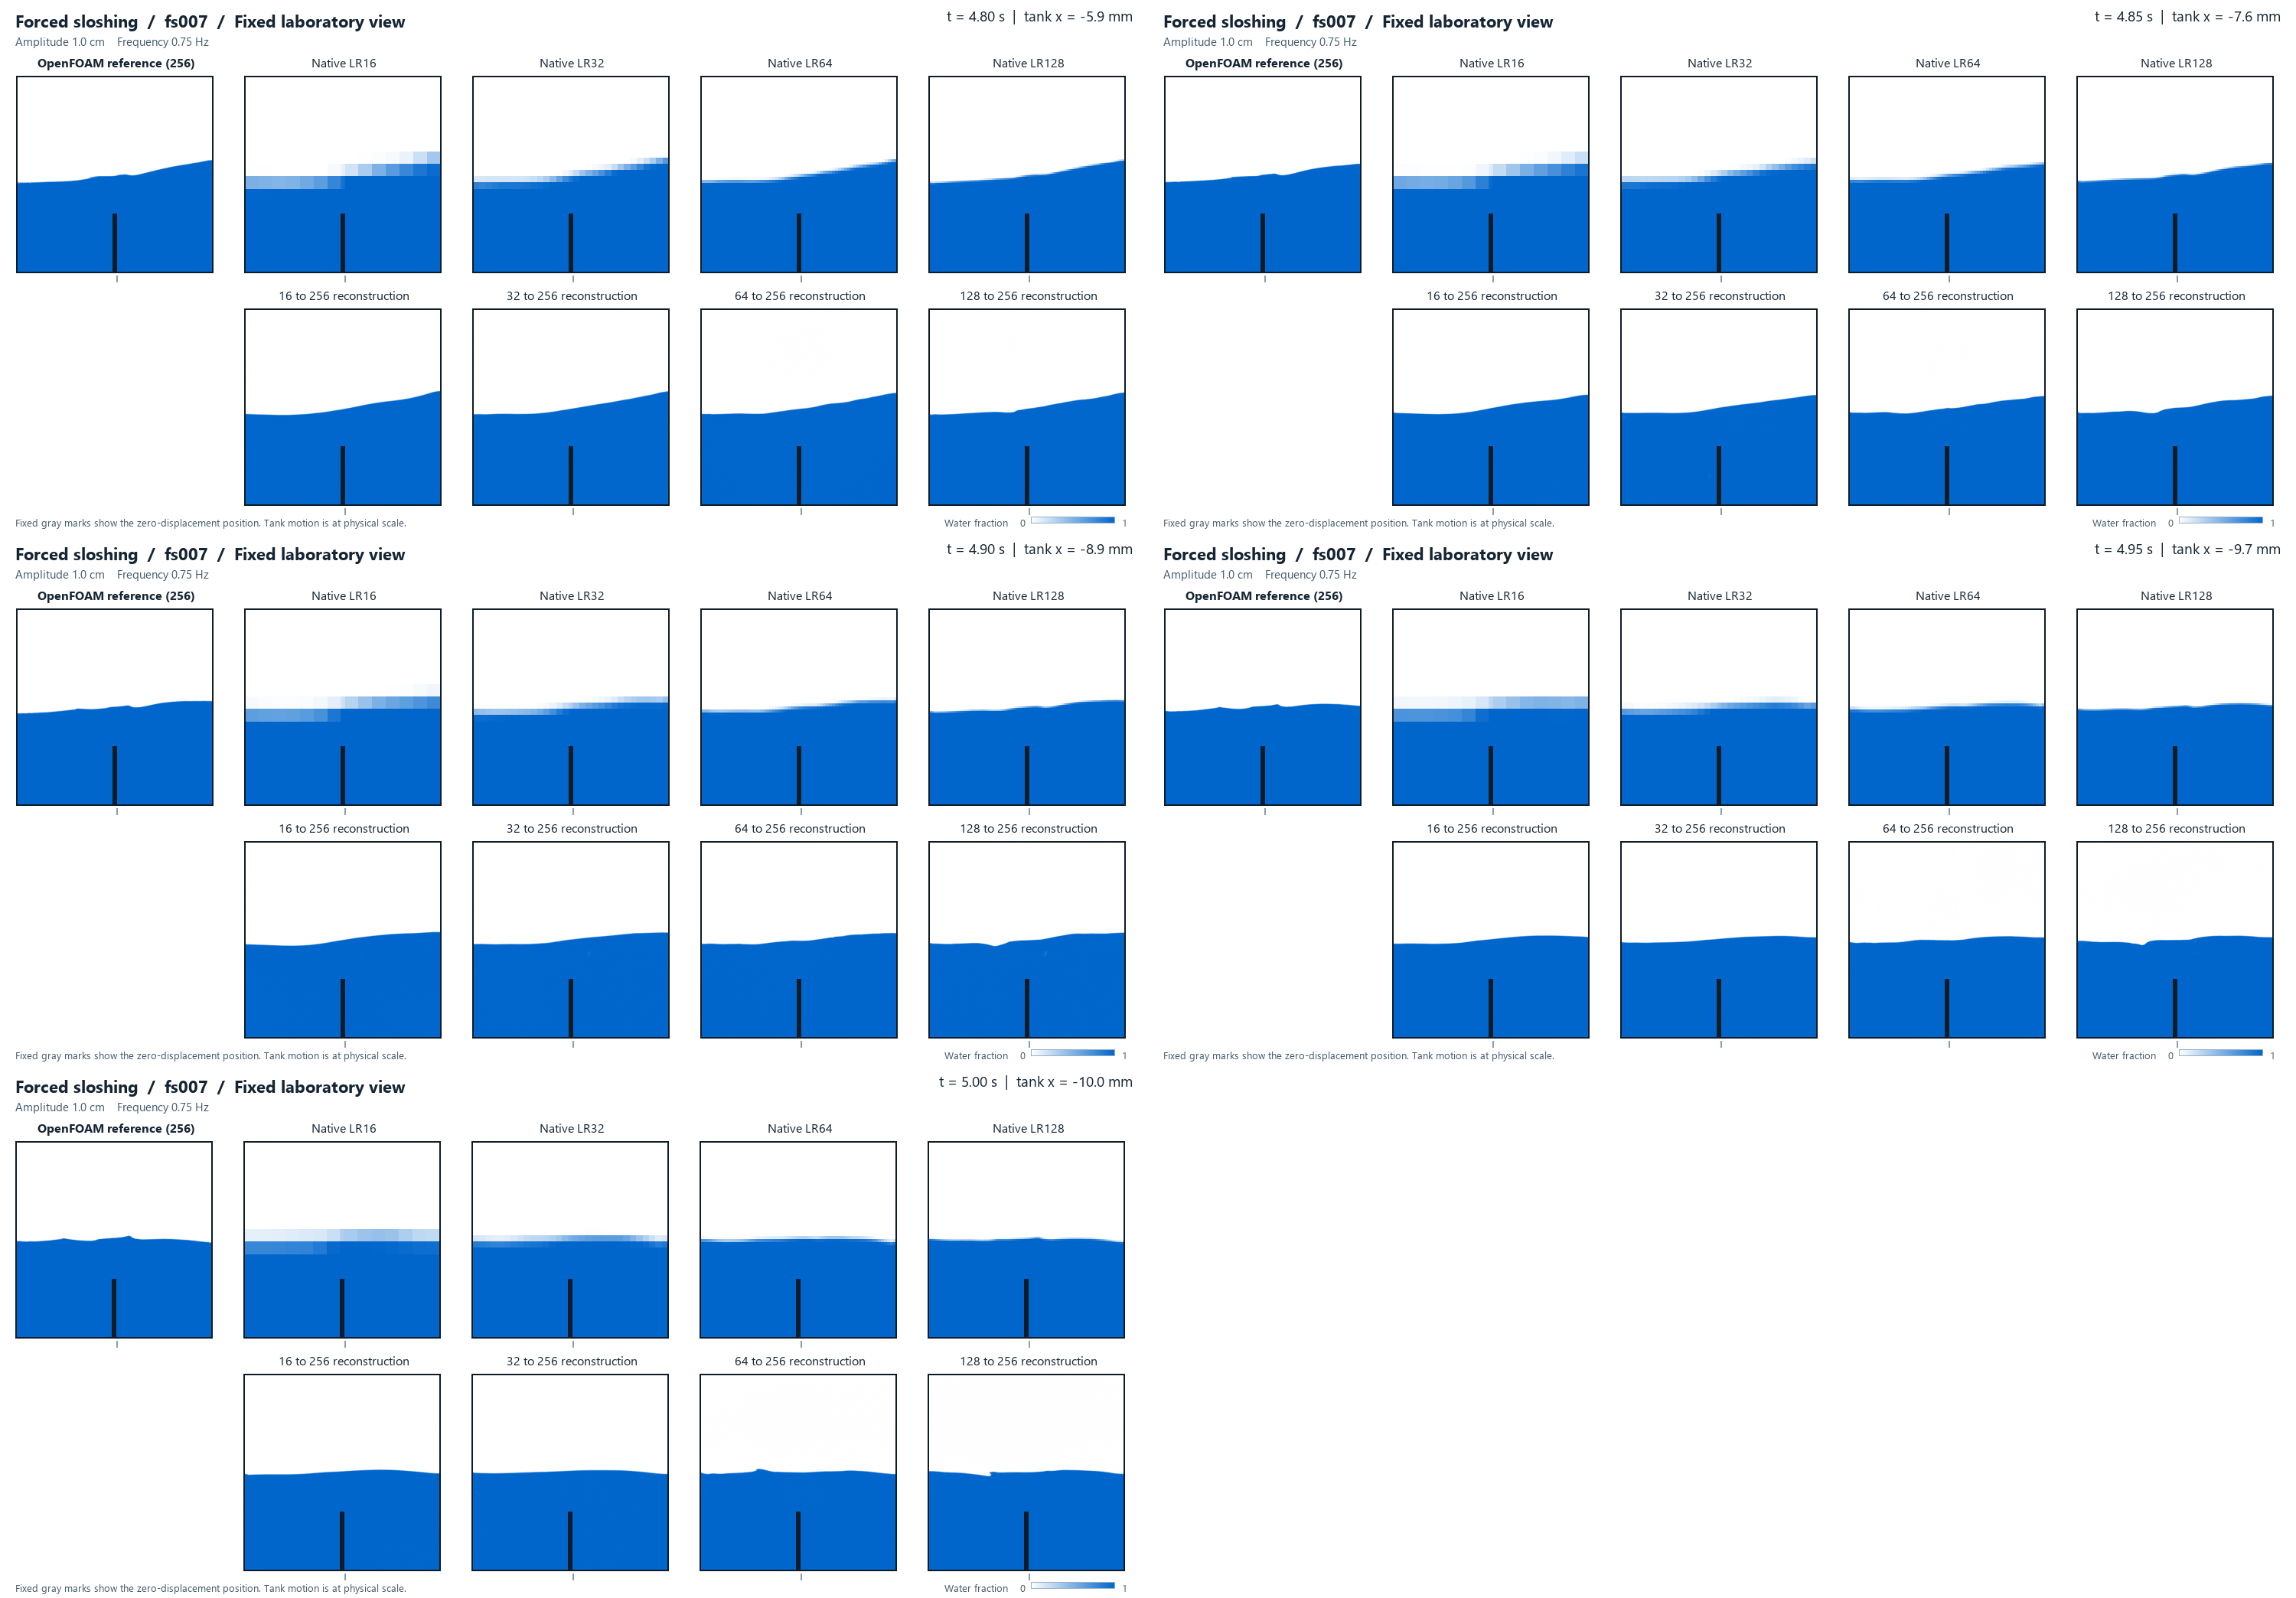 Forced sloshing / fs007 / Fixed laboratory view
t = 4.80 s | tank x = -5.9 mm
Amplitude 1.0 cm Frequency 0.75 Hz
OpenFOAM reference (256)
Native LR16
Native LR32
Native LR64
Native LR128
16 to 256 reconstruction
32 to 256 reconstruction
64 to 256 reconstruction
128 to 256 reconstruction
Fixed gray marks show the zero-displacement position. Tank motion is at physical scale.
Water fraction 0 1
Forced sloshing / fs007 / Fixed laboratory view
t = 4.85 s | tank x = -7.6 mm
Amplitude 1.0 cm Frequency 0.75 Hz
OpenFOAM reference (256)
Native LR16
Native LR32
Native LR64
Native LR128
16 to 256 reconstruction
32 to 256 reconstruction
64 to 256 reconstruction
128 to 256 reconstruction
Fixed gray marks show the zero-displacement position. Tank motion is at physical scale.
Water fraction 0 1
Forced sloshing / fs007 / Fixed laboratory view
t = 4.90 s | tank x = -8.9 mm
Amplitude 1.0 cm Frequency 0.75 Hz
OpenFOAM reference (256)
Native LR16
Native LR32
Native LR64
Native LR128
16 to 256 reconstruction
32 to 256 reconstruction
64 to 256 reconstruction
128 to 256 reconstruction
Fixed gray marks show the zero-displacement position. Tank motion is at physical scale.
Water fraction 0 1
Forced sloshing / fs007 / Fixed laboratory view
t = 4.95 s | tank x = -9.7 mm
Amplitude 1.0 cm Frequency 0.75 Hz
OpenFOAM reference (256)
Native LR16
Native LR32
Native LR64
Native LR128
16 to 256 reconstruction
32 to 256 reconstruction
64 to 256 reconstruction
128 to 256 reconstruction
Fixed gray marks show the zero-displacement position. Tank motion is at physical scale.
Water fraction 0 1
Forced sloshing / fs007 / Fixed laboratory view
t = 5.00 s | tank x = -10.0 mm
Amplitude 1.0 cm Frequency 0.75 Hz
OpenFOAM reference (256)
Native LR16
Native LR32
Native LR64
Native LR128
16 to 256 reconstruction
32 to 256 reconstruction
64 to 256 reconstruction
128 to 256 reconstruction
Fixed gray marks show the zero-displacement position. Tank motion is at physical scale.
Water fraction 0 1